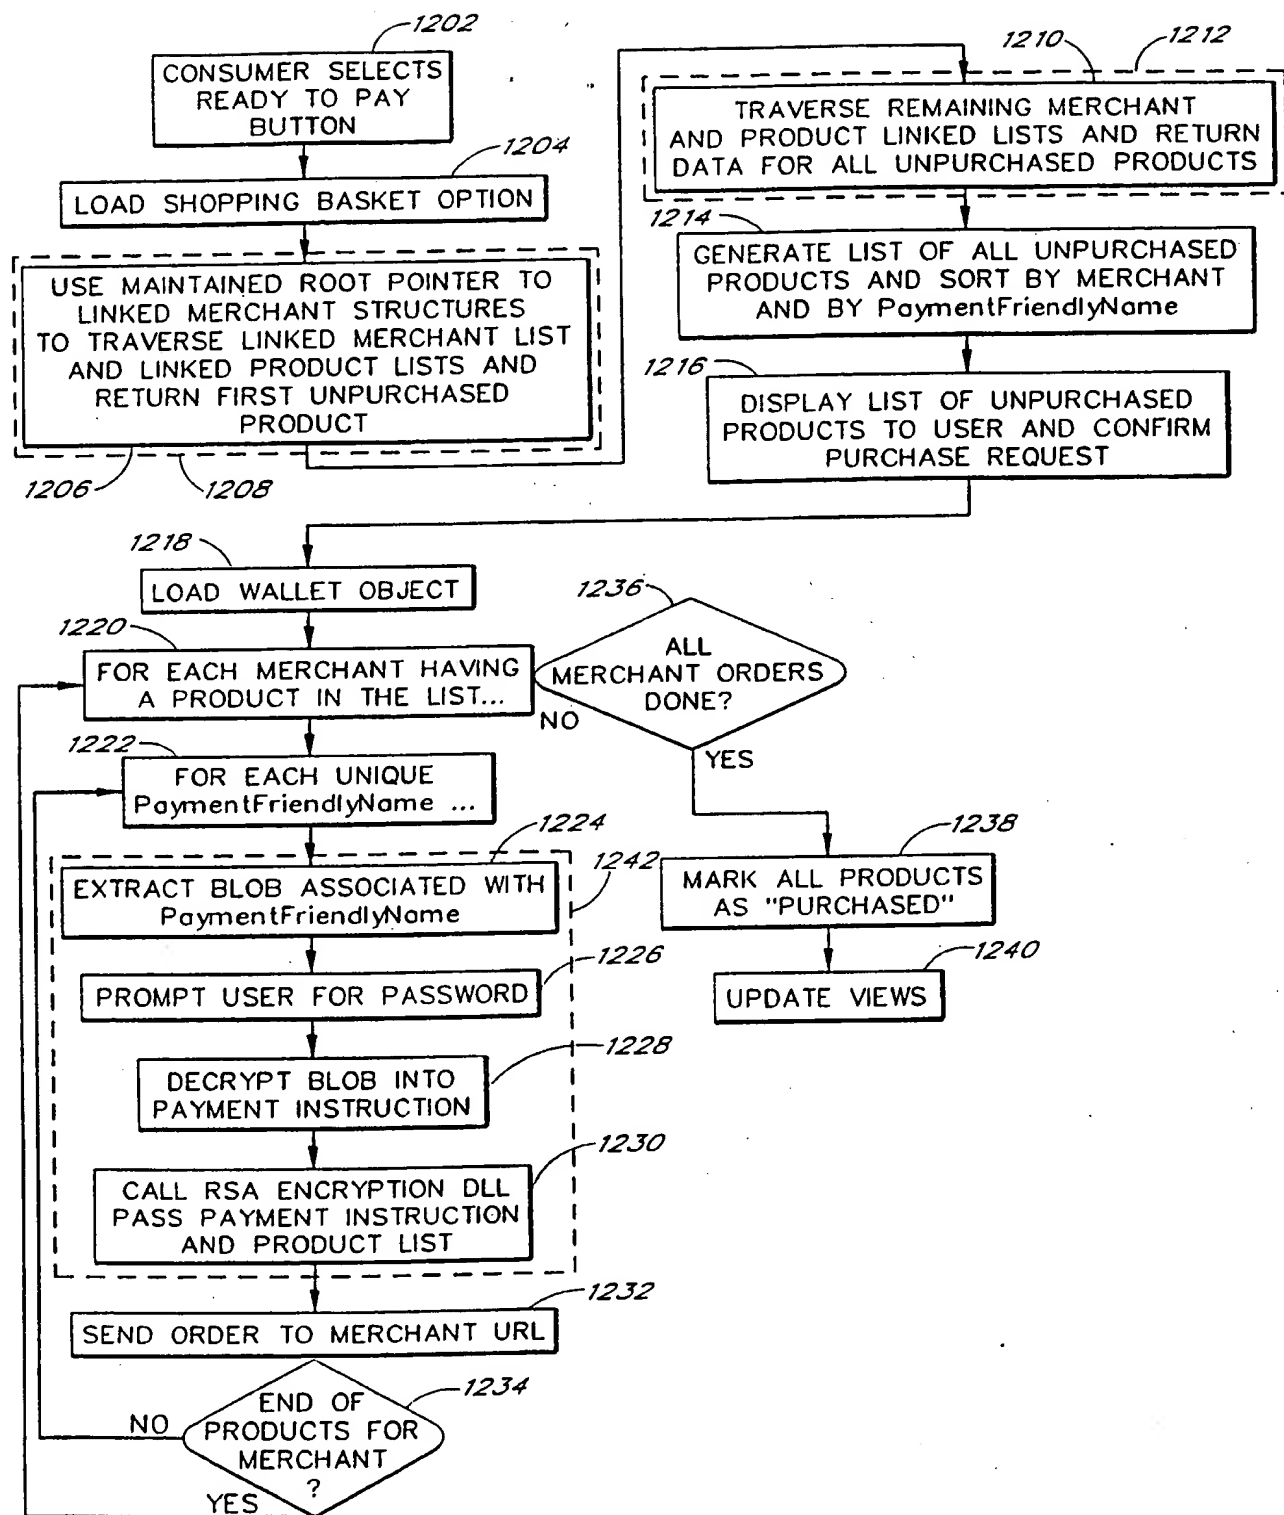 1202
CONSUMER SELECTS
READY TO PAY
BUTTON
1204
LOAD SHOPPING BASKET OPTION
USE MAINTAINED ROOT POINTER TO
LINKED MERCHANT STRUCTURES
TO TRAVERSE LINKED MERCHANT LIST
AND LINKED PRODUCT LISTS AND
RETURN FIRST UNPURCHASED
PRODUCT
1206
1208
1210
1212
TRAVERSE REMAINING MERCHANT
AND PRODUCT LINKED LISTS AND RETURN
DATA FOR ALL UNPURCHASED PRODUCTS
1214
GENERATE LIST OF ALL UNPURCHASED
PRODUCTS AND SORT BY MERCHANT
AND BY PaymentFriendlyName
1216
DISPLAY LIST OF UNPURCHASED
PRODUCTS TO USER AND CONFIRM
PURCHASE REQUEST
1218
LOAD WALLET OBJECT
1220
FOR EACH MERCHANT HAVING
A PRODUCT IN THE LIST...
1222
FOR EACH UNIQUE
PaymentFriendlyName ...
1224
1242
EXTRACT BLOB ASSOCIATED WITH
PaymentFriendlyName
1226
PROMPT USER FOR PASSWORD
1228
DECRYPT BLOB INTO
PAYMENT INSTRUCTION
1230
CALL RSA ENCRYPTION DLL
PASS PAYMENT INSTRUCTION
AND PRODUCT LIST
1232
SEND ORDER TO MERCHANT URL
1234
END OF
PRODUCTS FOR
MERCHANT
?
NO
YES
1236
ALL
MERCHANT ORDERS
DONE?
NO
YES
1238
MARK ALL PRODUCTS
AS "PURCHASED"
1240
UPDATE VIEWS